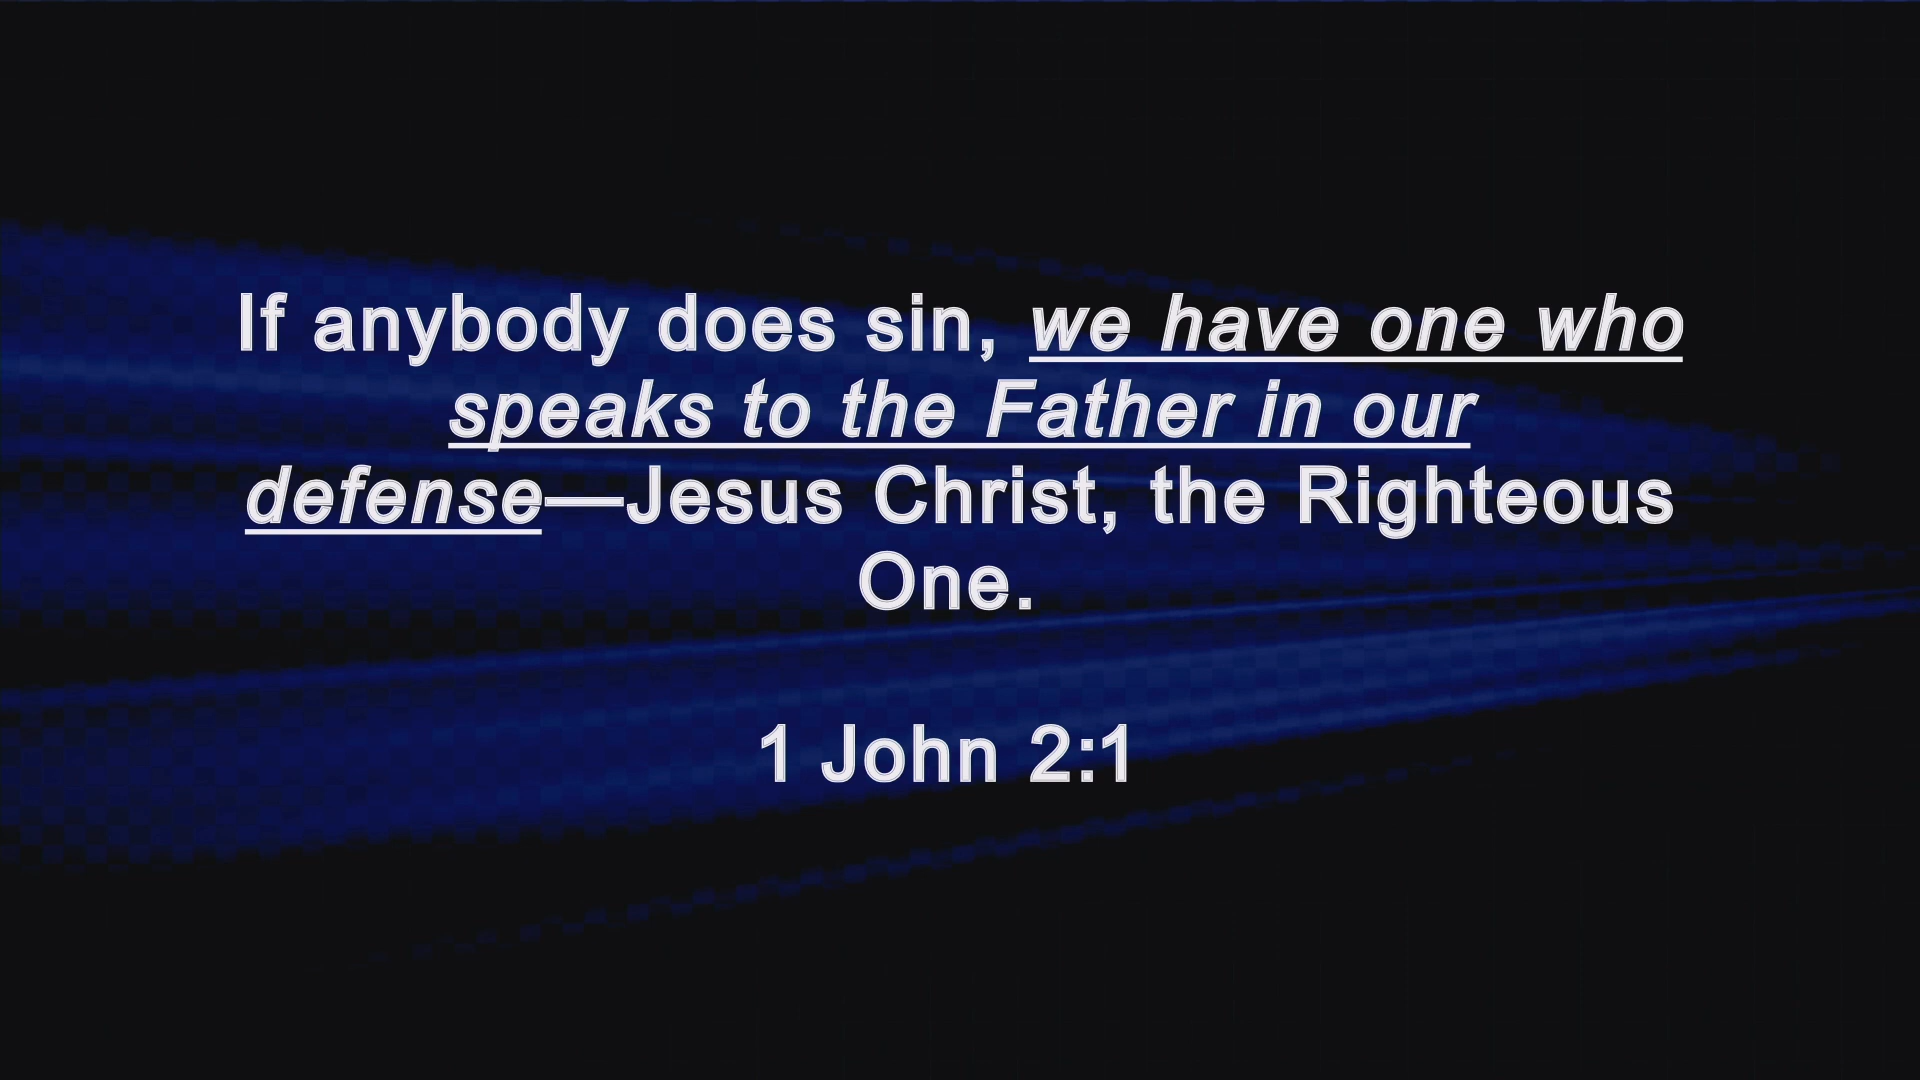 If anybody does sin, we have one who
speaks to the Father in our
defense—Jesus Christ, the Righteous
One.
1 John 2:1